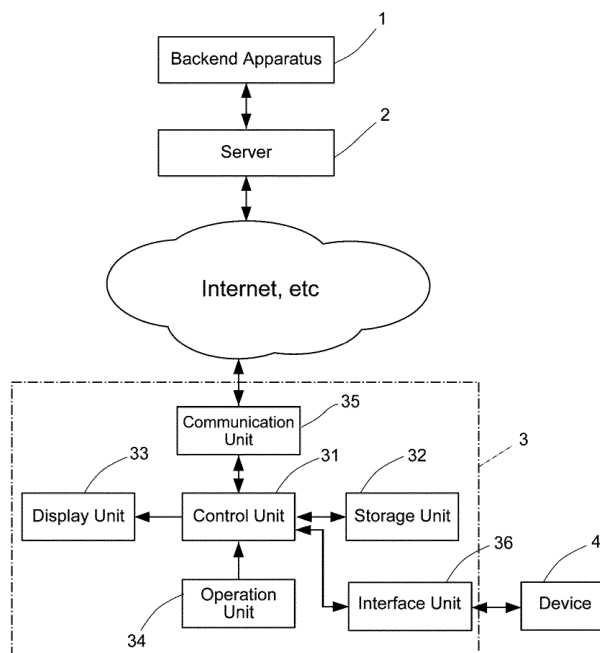 1
Backend Apparatus
2
Server
Internet, etc
35
Communication
Unit
3
33
31
32
Display Unit
Control Unit
Storage Unit
36
4
Operation
Unit
Interface Unit
Device
34